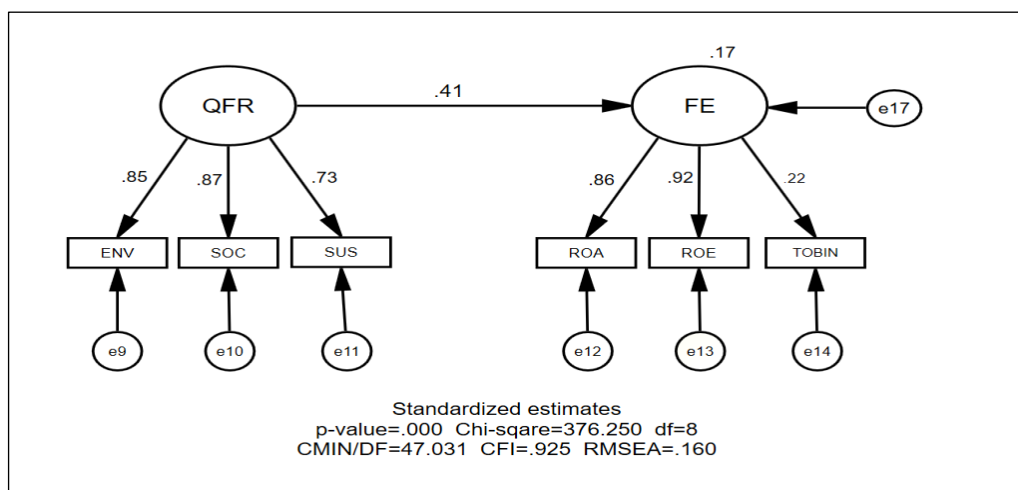 .17
QFR
.41
FE
e17
.85
.87
.73
.86
.92
.22
ENV
SOC
SUS
ROA
ROE
TOBIN
e9
e10
e11
e12
e13
e14
Standardized estimates
p-value=.000 Chi-sqare=376.250 df=8
CMIN/DF=47.031 CFI=.925 RMSEA=.160